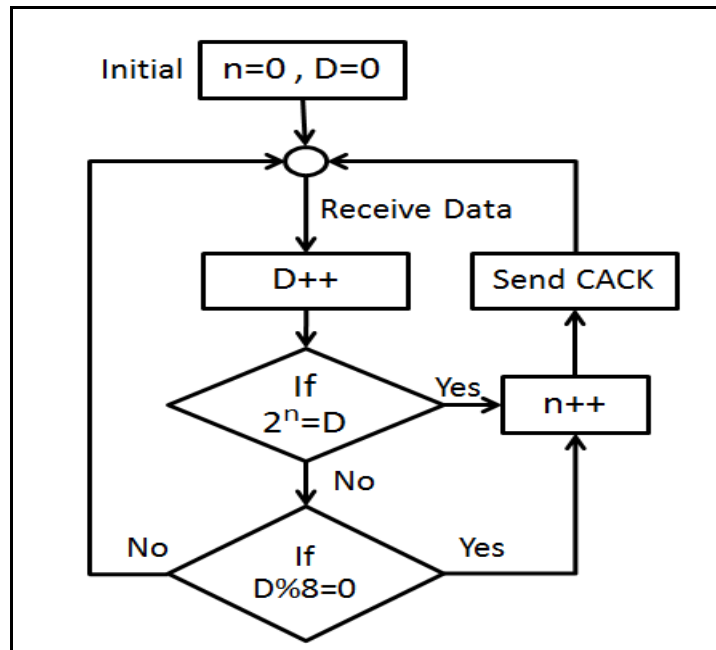 Initial
n=0 , D=0
Receive Data
D++
Send CACK
If
2ⁿ=D
Yes
n++
No
If
D%8=0
No
Yes